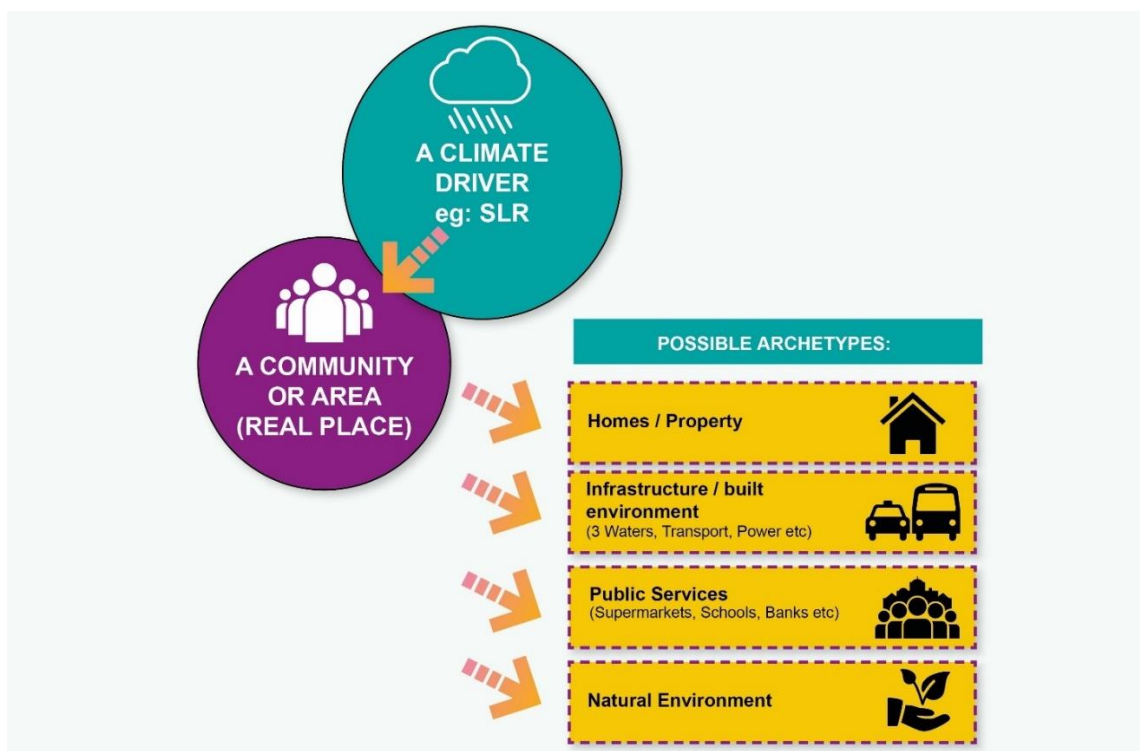 A CLIMATE
DRIVER
eg: SLR
A COMMUNITY
OR AREA
(REAL PLACE)
POSSIBLE ARCHETYPES:
Homes / Property
Infrastructure / built
environment
(3 Waters, Transport, Power etc)
Public Services
(Supermarkets, Schools, Banks etc)
Natural Environment